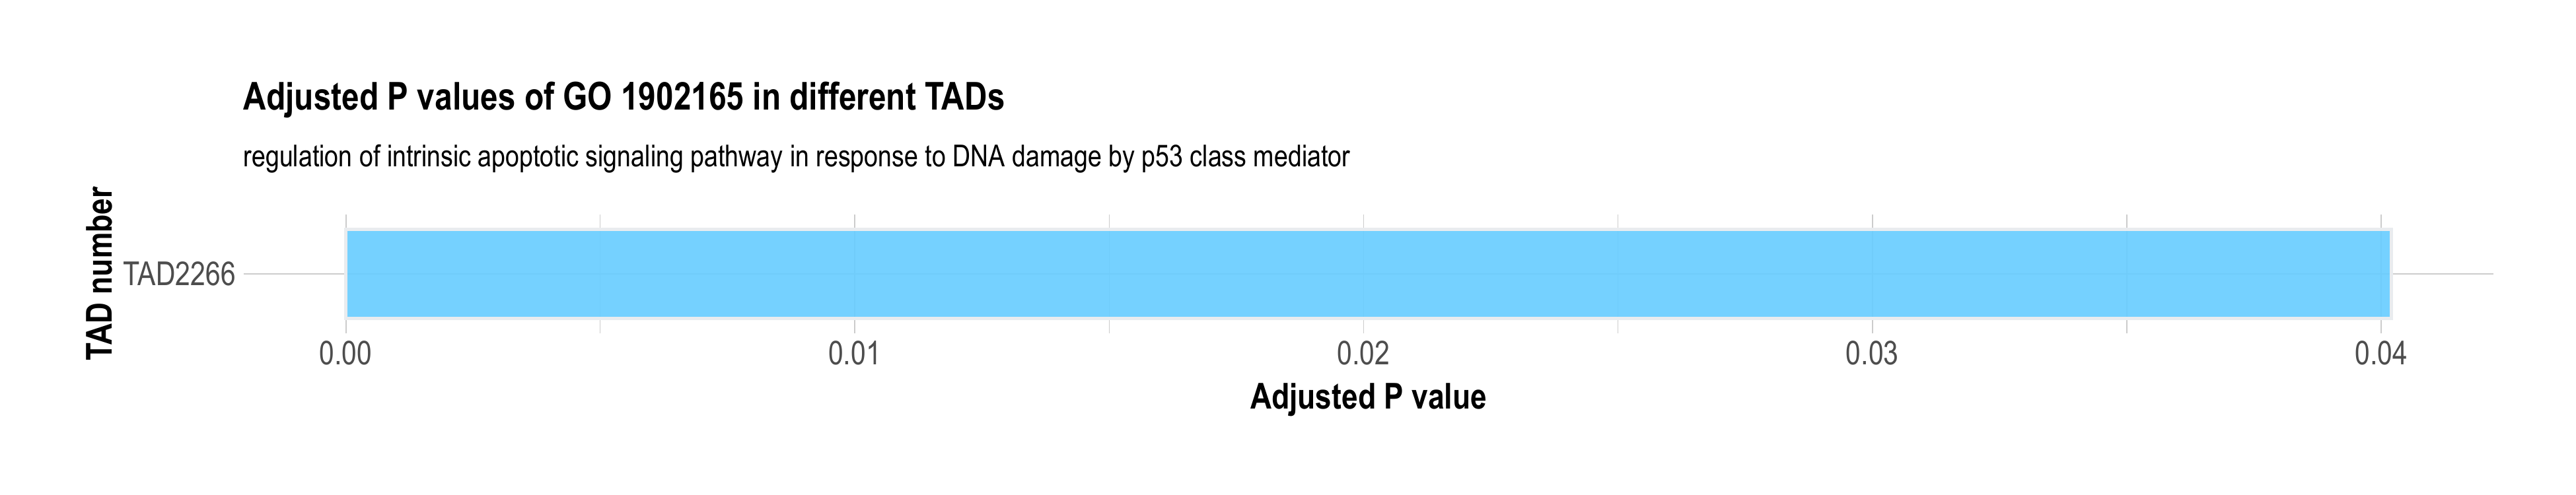 Adjusted P values of GO 1902165 in different TADs
regulation of intrinsic apoptotic signaling pathway in response to DNA damage by p53 class mediator
TAD number
TAD2266
0.00 0.01 0.02 0.03 0.04
Adjusted P value